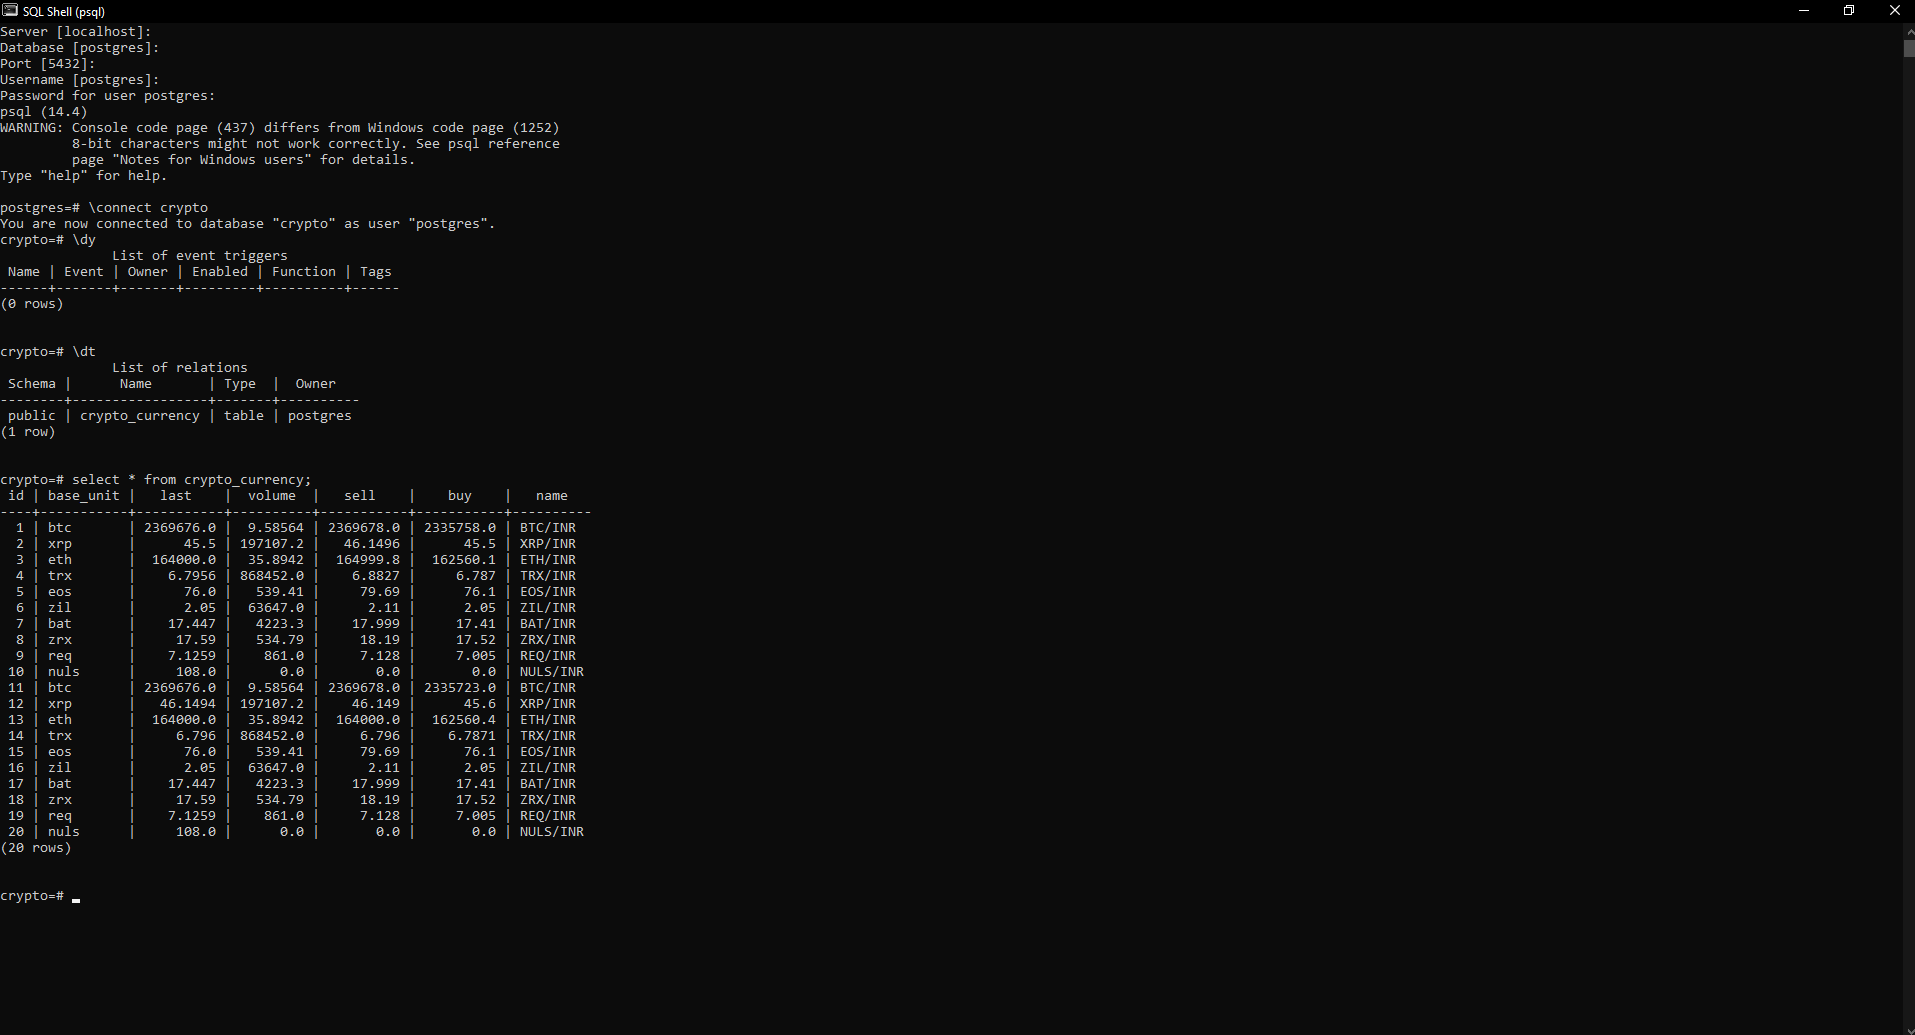 SQL Shell (psql)
Server [localhost]:
Database [postgres]:
Port [5432]:
Username [postgres]:
Password for user postgres:
psql (14.4)
WARNING: Console code page (437) differs from Windows code page (1252)
         8-bit characters might not work correctly. See psql reference
         page "Notes for Windows users" for details.
Type "help" for help.

postgres=# \connect crypto
You are now connected to database "crypto" as user "postgres".
crypto=# \dy
              List of event triggers
 Name | Event | Owner | Enabled | Function | Tags
------+-------+-------+---------+----------+------
(0 rows)


crypto=# \dt
              List of relations
 Schema |      Name       | Type  |  Owner
--------+-----------------+-------+----------
 public | crypto_currency | table | postgres
(1 row)


crypto=# select * from crypto_currency;
 id | base_unit |   last    |  volume  |   sell    |    buy    |   name
----+-----------+-----------+----------+-----------+-----------+----------
  1 | btc       | 2369676.0 |  9.58564 | 2369678.0 | 2335758.0 | BTC/INR
  2 | xrp       |      45.5 | 197107.2 |   46.1496 |      45.5 | XRP/INR
  3 | eth       |  164000.0 |  35.8942 |  164999.8 |  162560.1 | ETH/INR
  4 | trx       |    6.7956 | 868452.0 |    6.8827 |     6.787 | TRX/INR
  5 | eos       |      76.0 |   539.41 |     79.69 |      76.1 | EOS/INR
  6 | zil       |      2.05 |  63647.0 |      2.11 |      2.05 | ZIL/INR
  7 | bat       |    17.447 |   4223.3 |    17.999 |     17.41 | BAT/INR
  8 | zrx       |     17.59 |   534.79 |     18.19 |     17.52 | ZRX/INR
  9 | req       |    7.1259 |    861.0 |     7.128 |     7.005 | REQ/INR
 10 | nuls      |     108.0 |      0.0 |       0.0 |       0.0 | NULS/INR
 11 | btc       | 2369676.0 |  9.58564 | 2369678.0 | 2335723.0 | BTC/INR
 12 | xrp       |   46.1494 | 197107.2 |    46.149 |      45.6 | XRP/INR
 13 | eth       |  164000.0 |  35.8942 |  164000.0 |  162560.4 | ETH/INR
 14 | trx       |     6.796 | 868452.0 |     6.796 |    6.7871 | TRX/INR
 15 | eos       |      76.0 |   539.41 |     79.69 |      76.1 | EOS/INR
 16 | zil       |      2.05 |  63647.0 |      2.11 |      2.05 | ZIL/INR
 17 | bat       |    17.447 |   4223.3 |    17.999 |     17.41 | BAT/INR
 18 | zrx       |     17.59 |   534.79 |     18.19 |     17.52 | ZRX/INR
 19 | req       |    7.1259 |    861.0 |     7.128 |     7.005 | REQ/INR
 20 | nuls      |     108.0 |      0.0 |       0.0 |       0.0 | NULS/INR
(20 rows)


crypto=#